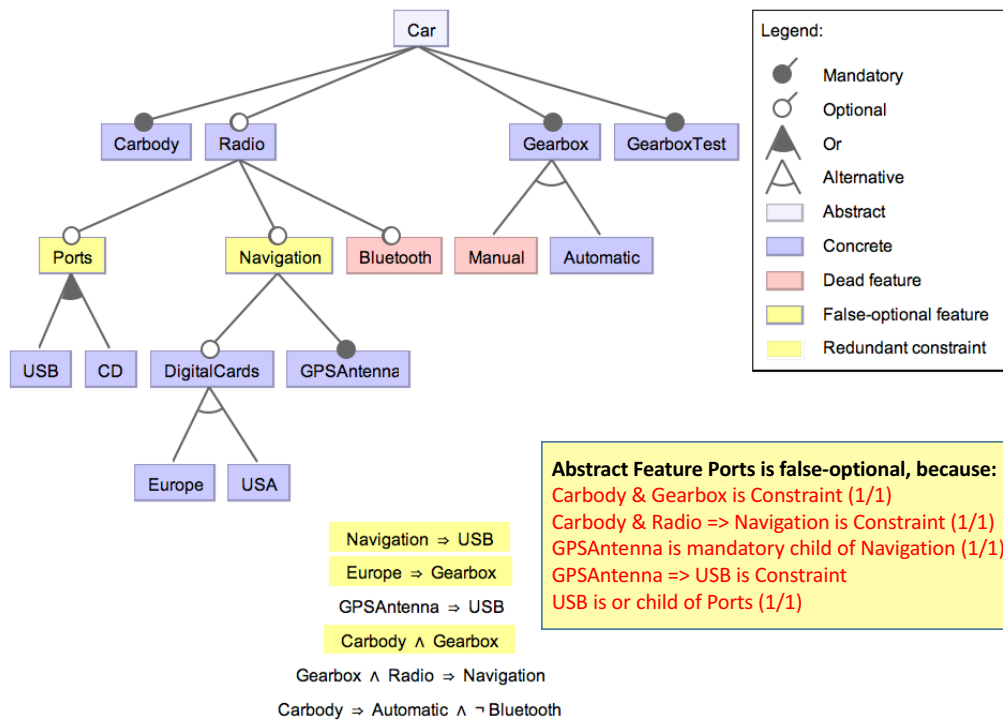 Car
Legend:
Mandatory
Optional
Or
Alternative
Abstract
Concrete
Dead feature
False-optional feature
Redundant constraint
Carbody
Radio
Gearbox
GearboxTest
Ports
Navigation
Bluetooth
Manual
Automatic
USB
CD
DigitalCards
GPSAntenna
Europe
USA
Navigation ⇒ USB
Europe ⇒ Gearbox
GPSAntenna ⇒ USB
Carbody ∧ Gearbox
Gearbox ∧ Radio ⇒ Navigation
Carbody ⇒ Automatic ∧ ¬ Bluetooth
Abstract Feature Ports is false-optional, because:
Carbody & Gearbox is Constraint (1/1)
Carbody & Radio => Navigation is Constraint (1/1)
GPSAntenna is mandatory child of Navigation (1/1)
GPSAntenna => USB is Constraint
USB is or child of Ports (1/1)